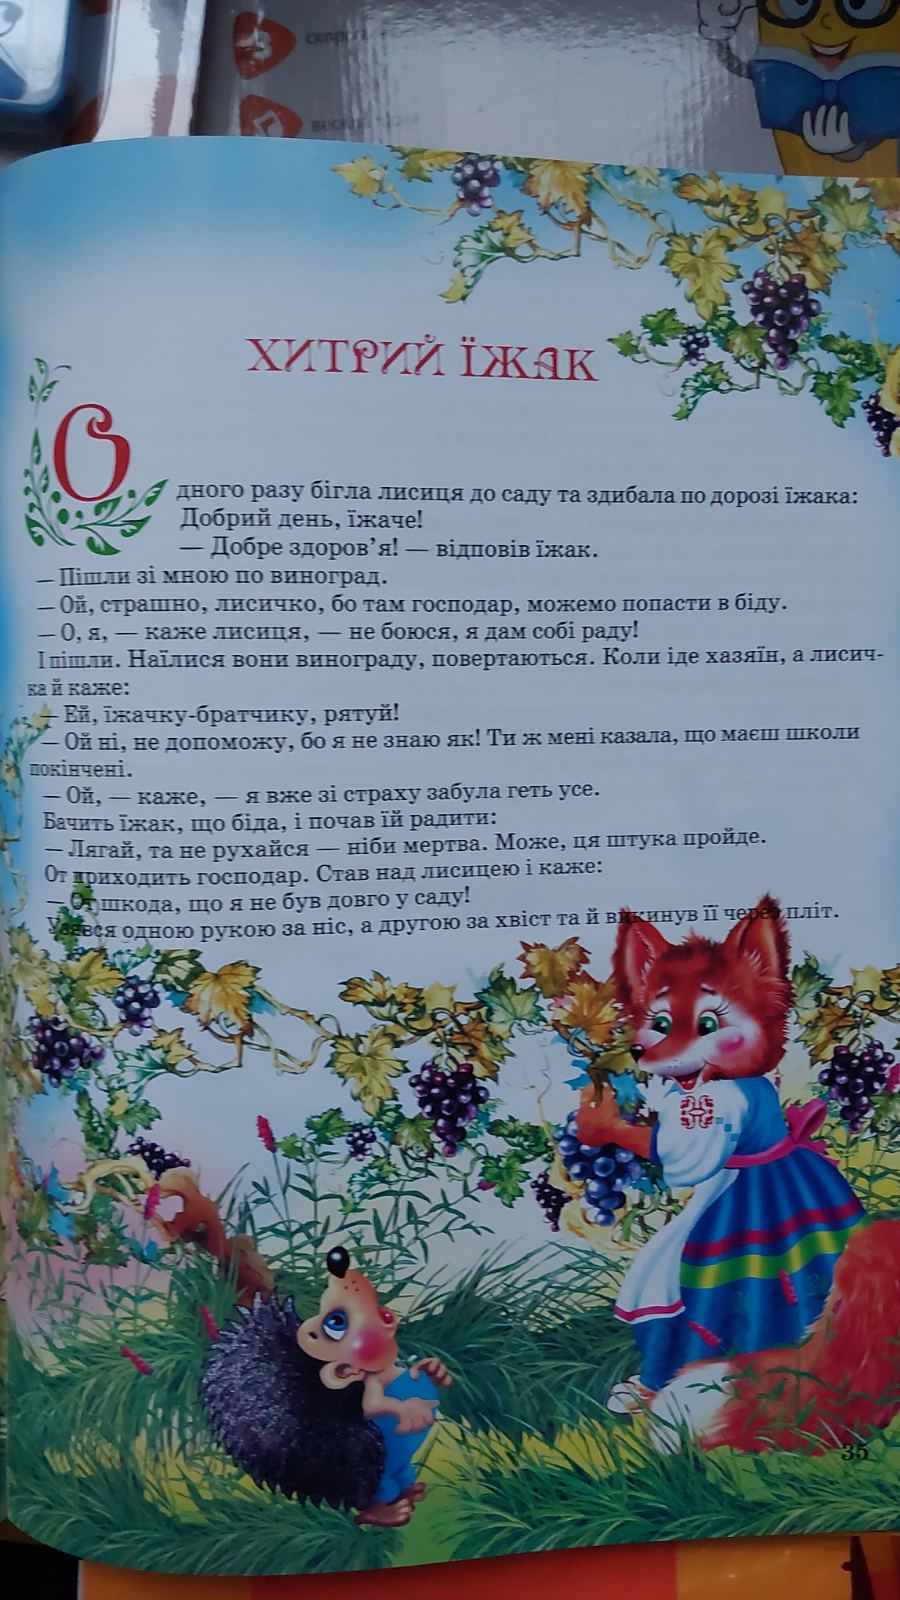 ХИТРИЙ ЇЖАК
Одного разу бігла лисиця до саду та здибала по дорозі їжака:
Добрий день, їжаче!
— Добре здоров’я! — відповів їжак.
— Пішли зі мною по виноград.
— Ой, страшно, лисичко, бо там господар, можемо попасти в біду.
— О, я, — каже лисиця, — не боюся, я дам собі раду!
І пішли. Наїлися вони винограду, повертаються. Коли іде хазяїн, а лисич-
ка й каже:
— Ей, їжачку-братчику, рятуй!
— Ой ні, не допоможу, бо я не знаю як! Ти ж мені казала, що маєш школи
покінчені.
— Ой, — каже, — я вже зі страху забула геть усе.
Бачить їжак, що біда, і почав їй радити:
— Лягай, та не рухайся — ніби мертва. Може, ця штука пройде.
От приходить господар. Став над лисицею і каже:
— От шкода, що я не був довго у саду!
Узявся одною рукою за ніс, а другою за хвіст та й викинув її через пліт.
35